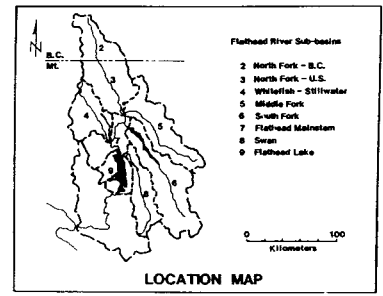 N
B.C.
Mt.
2
3
4
5
6
7
8
9
Flathead River Sub-basins
2 North Fork - B.C.
3 North Fork - U.S.
4 Whitefish - Stillwater
5 Middle Fork
6 South Fork
7 Flathead Mainstem
8 Swan
9 Flathead Lake
0 100
Kilometers
LOCATION MAP